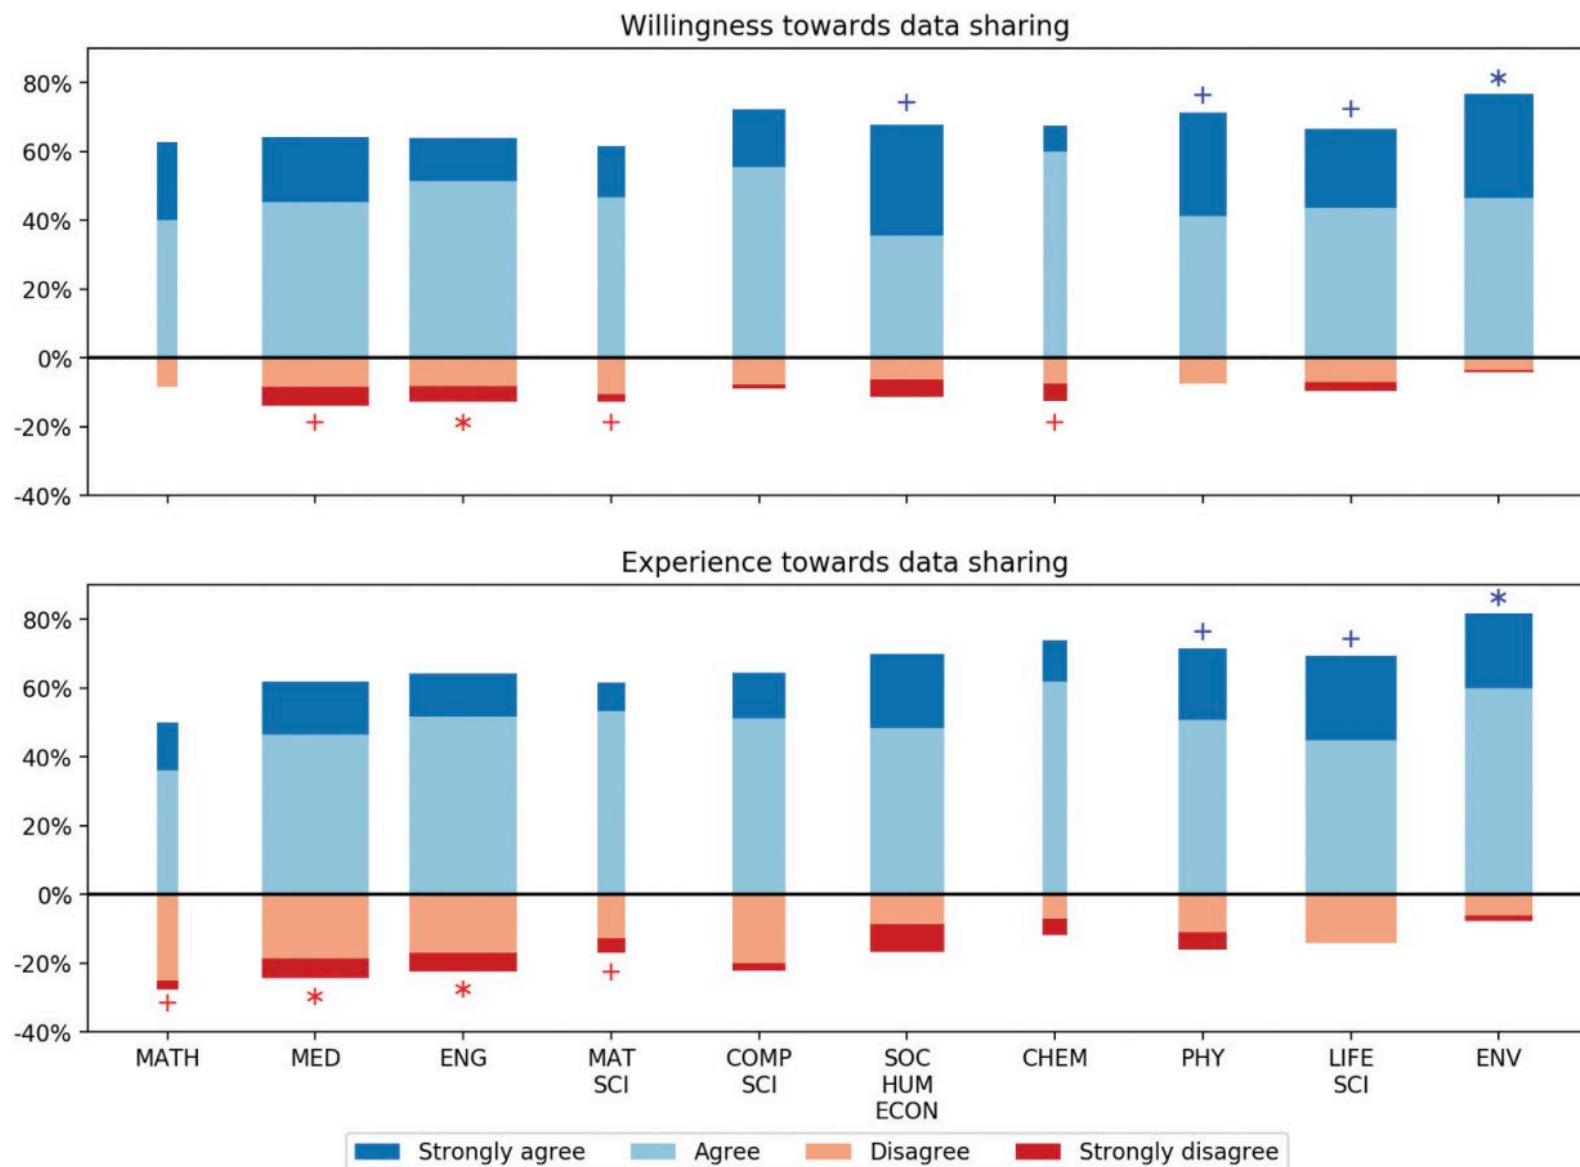 Willingness towards data sharing
80%
60%
40%
20%
0%
-20%
-40%
+ * + + + + + *
Experience towards data sharing
80%
60%
40%
20%
0%
-20%
-40%
+ * * + + + *
MATH MED ENG MAT COMP SOC CHEM PHY LIFE ENV
SCI SCI HUM SCI
ECON
Strongly agree Agree Disagree Strongly disagree